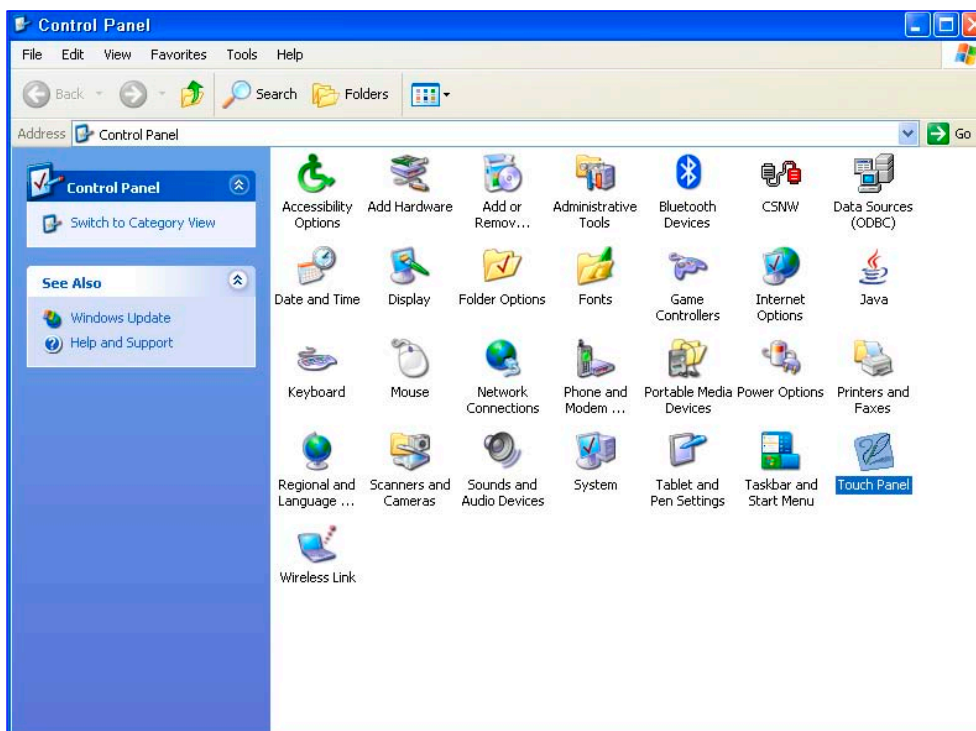 Control Panel
File Edit View Favorites Tools Help
Back Search Folders
Address Control Panel Go
Control Panel
Switch to Category View
See Also
Windows Update
Help and Support
Accessibility Options
Add Hardware
Add or Remov...
Administrative Tools
Bluetooth Devices
CSNW
Data Sources (ODBC)
Date and Time
Display
Folder Options
Fonts
Game Controllers
Internet Options
Java
Keyboard
Mouse
Network Connections
Phone and Modem ...
Portable Media Devices
Power Options
Printers and Faxes
Regional and Language ...
Scanners and Cameras
Sounds and Audio Devices
System
Tablet and Pen Settings
Taskbar and Start Menu
Touch Panel
Wireless Link